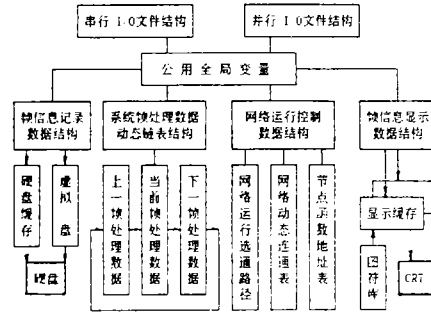 串行 I-O文件结构
并行 I-O文件结构
公用全局变量
帧信息记录
数据结构
系统帧处理数据
动态链表结构
网络运行控制
数据结构
帧信息显示
数据结构
硬盘缓存
虚拟盘
上一帧处理数据
当前帧处理数据
下一帧处理数据
网络运行选通路径
网络动态连通表
节点函数地址表
显示缓存
硬盘
图符库
CRT